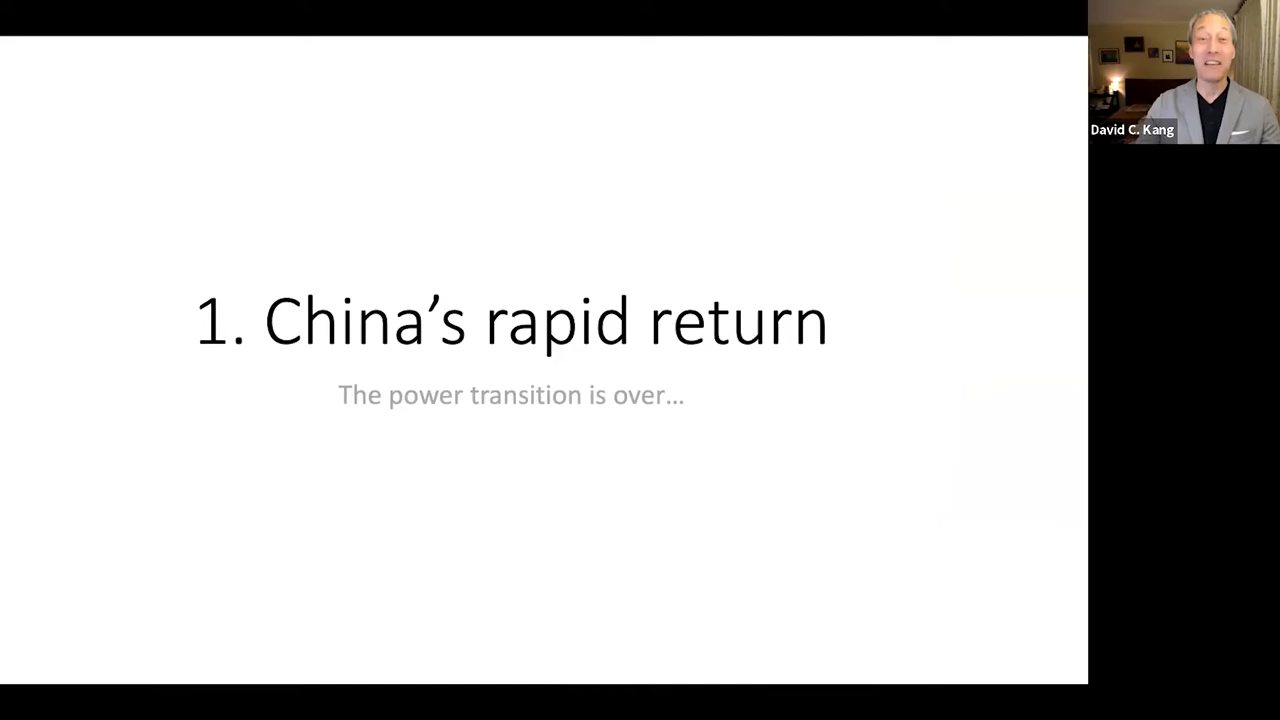 1. China’s rapid return
The power transition is over…
David C. Kang